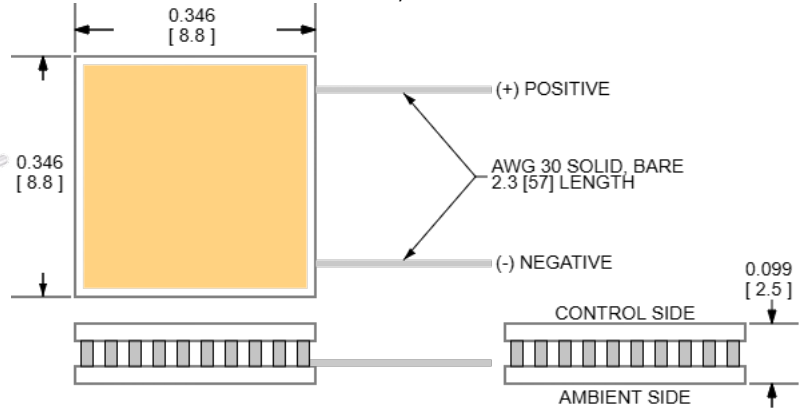 0.346
[ 8.8 ]
(+) POSITIVE
0.346
[ 8.8 ]
AWG 30 SOLID, BARE
2.3 [57] LENGTH
(-) NEGATIVE
0.099
[ 2.5 ]
CONTROL SIDE
AMBIENT SIDE